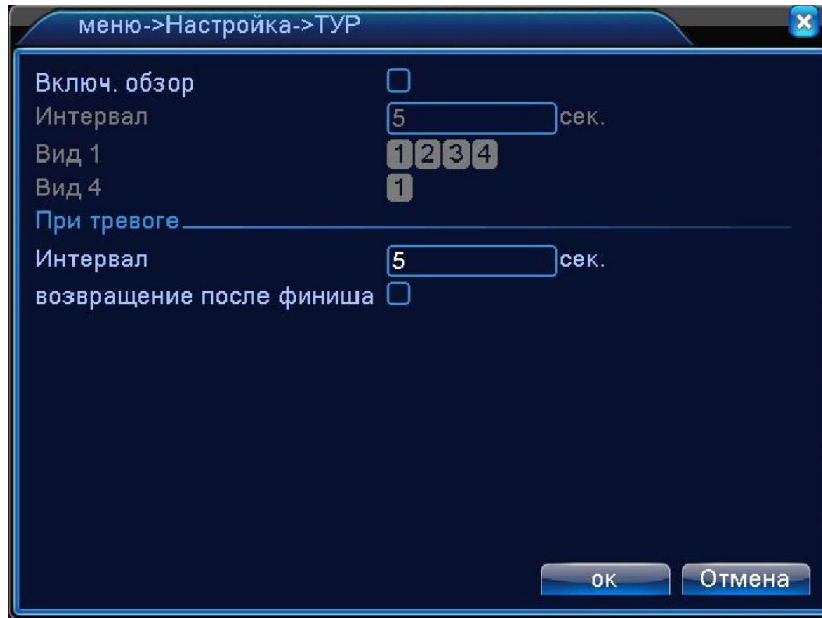 меню->Настройка->ТУР
Включ. обзор
Интервал 5 сек.
Вид 1 1 2 3 4
Вид 4 1
При тревоге
Интервал 5 сек.
возвращение после финиша
ок Отмена